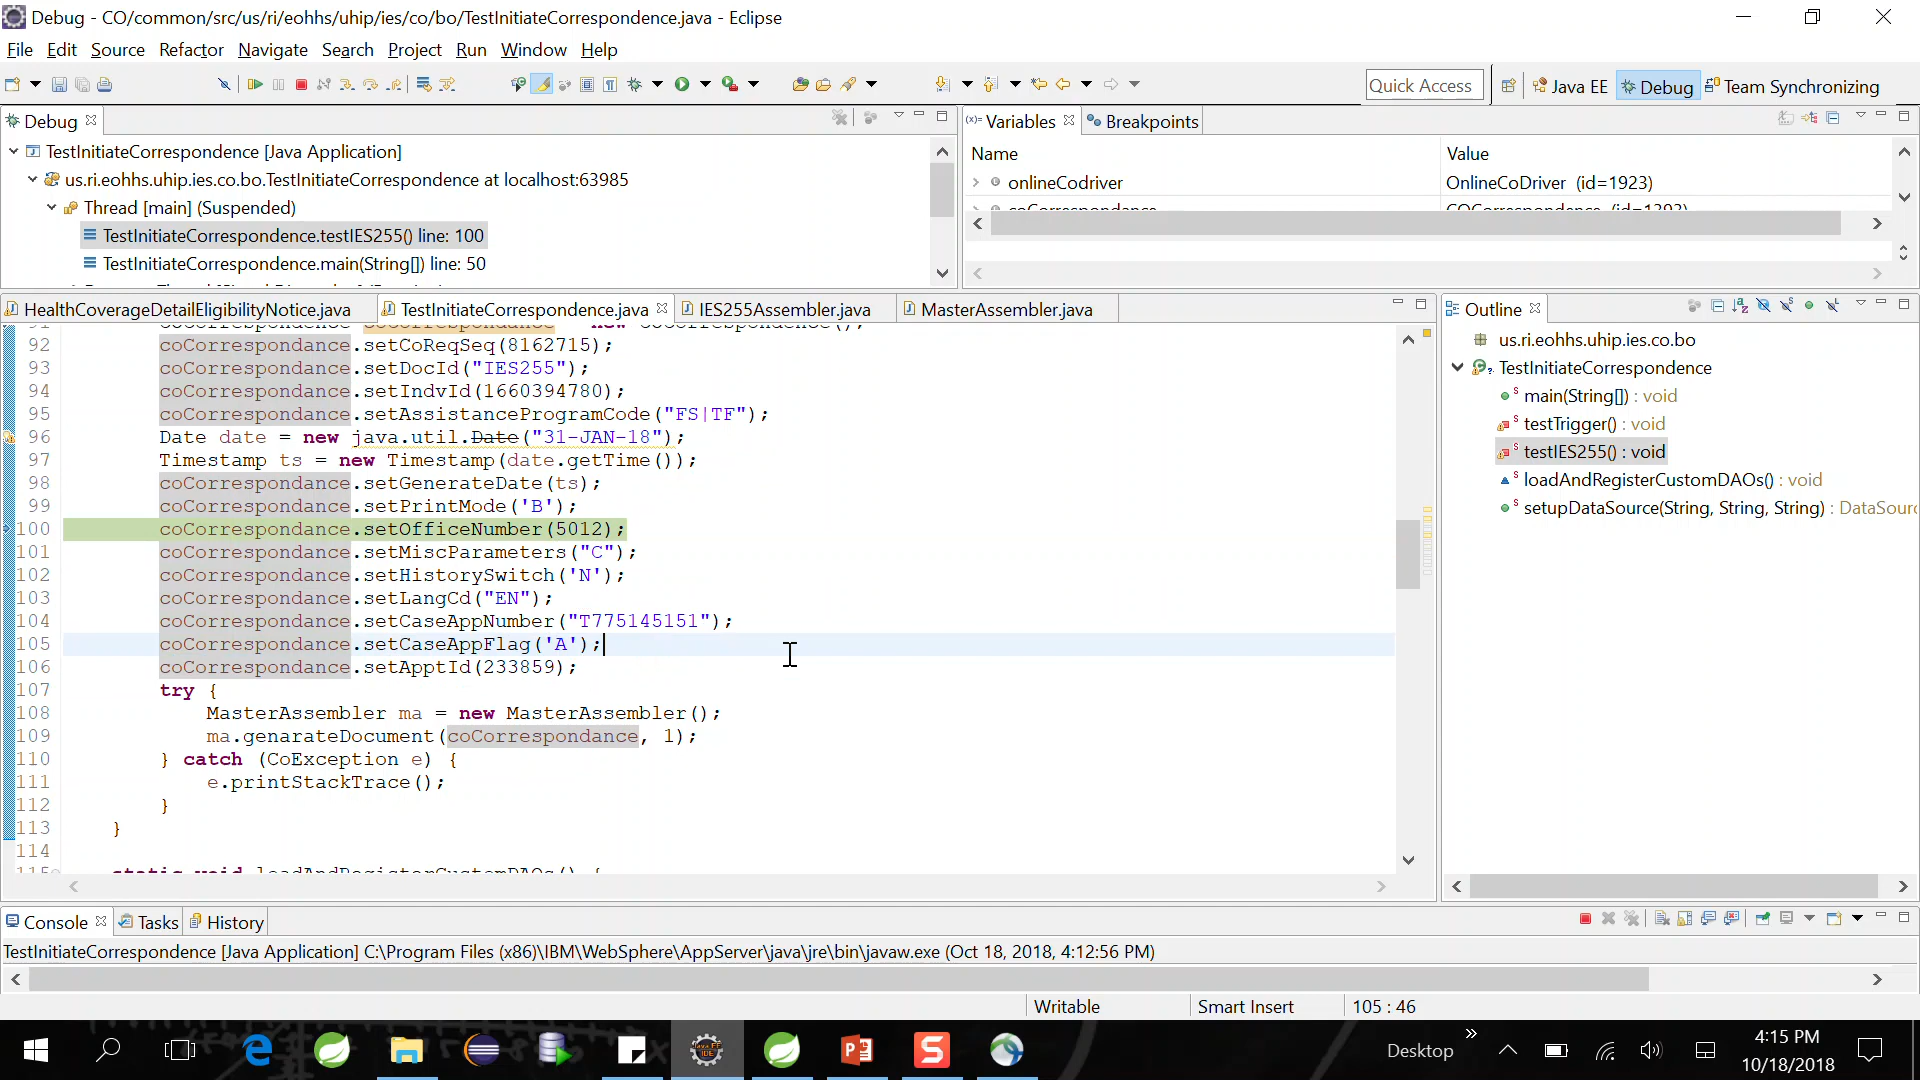 Debug - CO/common/src/us/ri/eohhs/uhip/ies/co/bo/TestInitiateCorrespondence.java - Eclipse
File Edit Source Refactor Navigate Search Project Run Window Help
Quick Access Java EE Debug Team Synchronizing
Debug
TestInitiateCorrespondence [Java Application]
us.ri.eohhs.uhip.ies.co.bo.TestInitiateCorrespondence at localhost:63985
Thread [main] (Suspended)
TestInitiateCorrespondence.testIES255() line: 100
TestInitiateCorrespondence.main(String[]) line: 50
Variables Breakpoints
Name Value
onlineCodriver OnlineCoDriver (id=1923)
HealthCoverageDetailEligibilityNotice.java TestInitiateCorrespondence.java IES255Assembler.java MasterAssembler.java
92 coCorrespondance.setCoReqSeq(8162715);
93 coCorrespondance.setDocId("IES255");
94 coCorrespondance.setIndvId(1660394780);
95 coCorrespondance.setAssistanceProgramCode("FS|TF");
96 Date date = new java.util.Date("31-JAN-18");
97 Timestamp ts = new Timestamp(date.getTime());
98 coCorrespondance.setGenerateDate(ts);
99 coCorrespondance.setPrintMode('B');
100 coCorrespondance.setOfficeNumber(5012);
101 coCorrespondance.setMiscParameters("C");
102 coCorrespondance.setHistorySwitch('N');
103 coCorrespondance.setLangCd("EN");
104 coCorrespondance.setCaseAppNumber("T775145151");
105 coCorrespondance.setCaseAppFlag('A');
106 coCorrespondance.setApptId(233859);
107 try {
108 MasterAssembler ma = new MasterAssembler();
109 ma.genarateDocument(coCorrespondance, 1);
110 } catch (CoException e) {
111 e.printStackTrace();
112 }
113 }
114
Outline
us.ri.eohhs.uhip.ies.co.bo
TestInitiateCorrespondence
main(String[]) : void
testTrigger() : void
testIES255() : void
loadAndRegisterCustomDAOs() : void
setupDataSource(String, String, String) : DataSourc
Console Tasks History
TestInitiateCorrespondence [Java Application] C:\Program Files (x86)\IBM\WebSphere\AppServer\java\jre\bin\javaw.exe (Oct 18, 2018, 4:12:56 PM)
Writable Smart Insert 105 : 46
Desktop
4:15 PM
10/18/2018